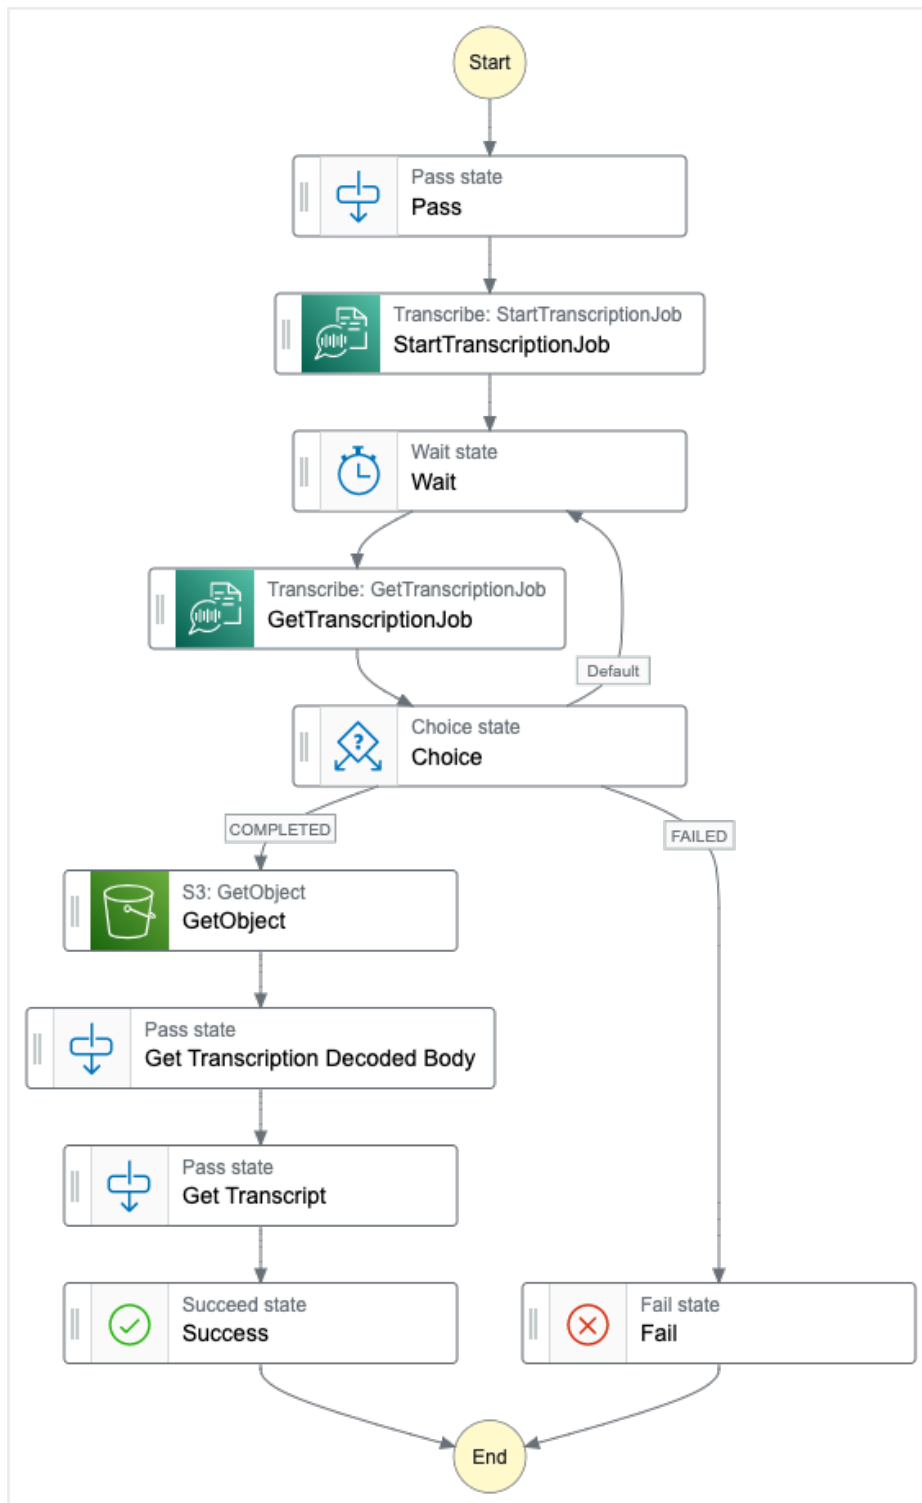 Start
Pass state
Pass
Transcribe: StartTranscriptionJob
StartTranscriptionJob
Wait state
Wait
Transcribe: GetTranscriptionJob
GetTranscriptionJob
Default
Choice state
?
Choice
COMPLETED
FAILED
S3: GetObject
GetObject
Pass state
Get Transcription Decoded Body
Pass state
Get Transcript
Succeed state
Success
Fail state
Fail
End